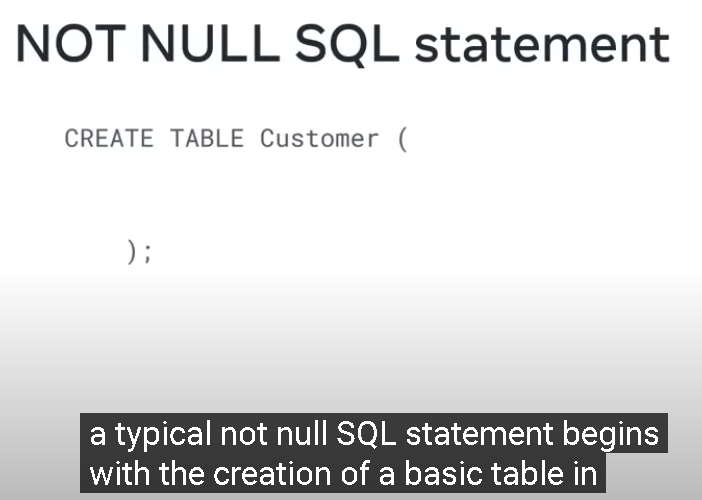 NOT NULL SQL statement
CREATE TABLE Customer (
);
a typical not null SQL statement begins
with the creation of a basic table in